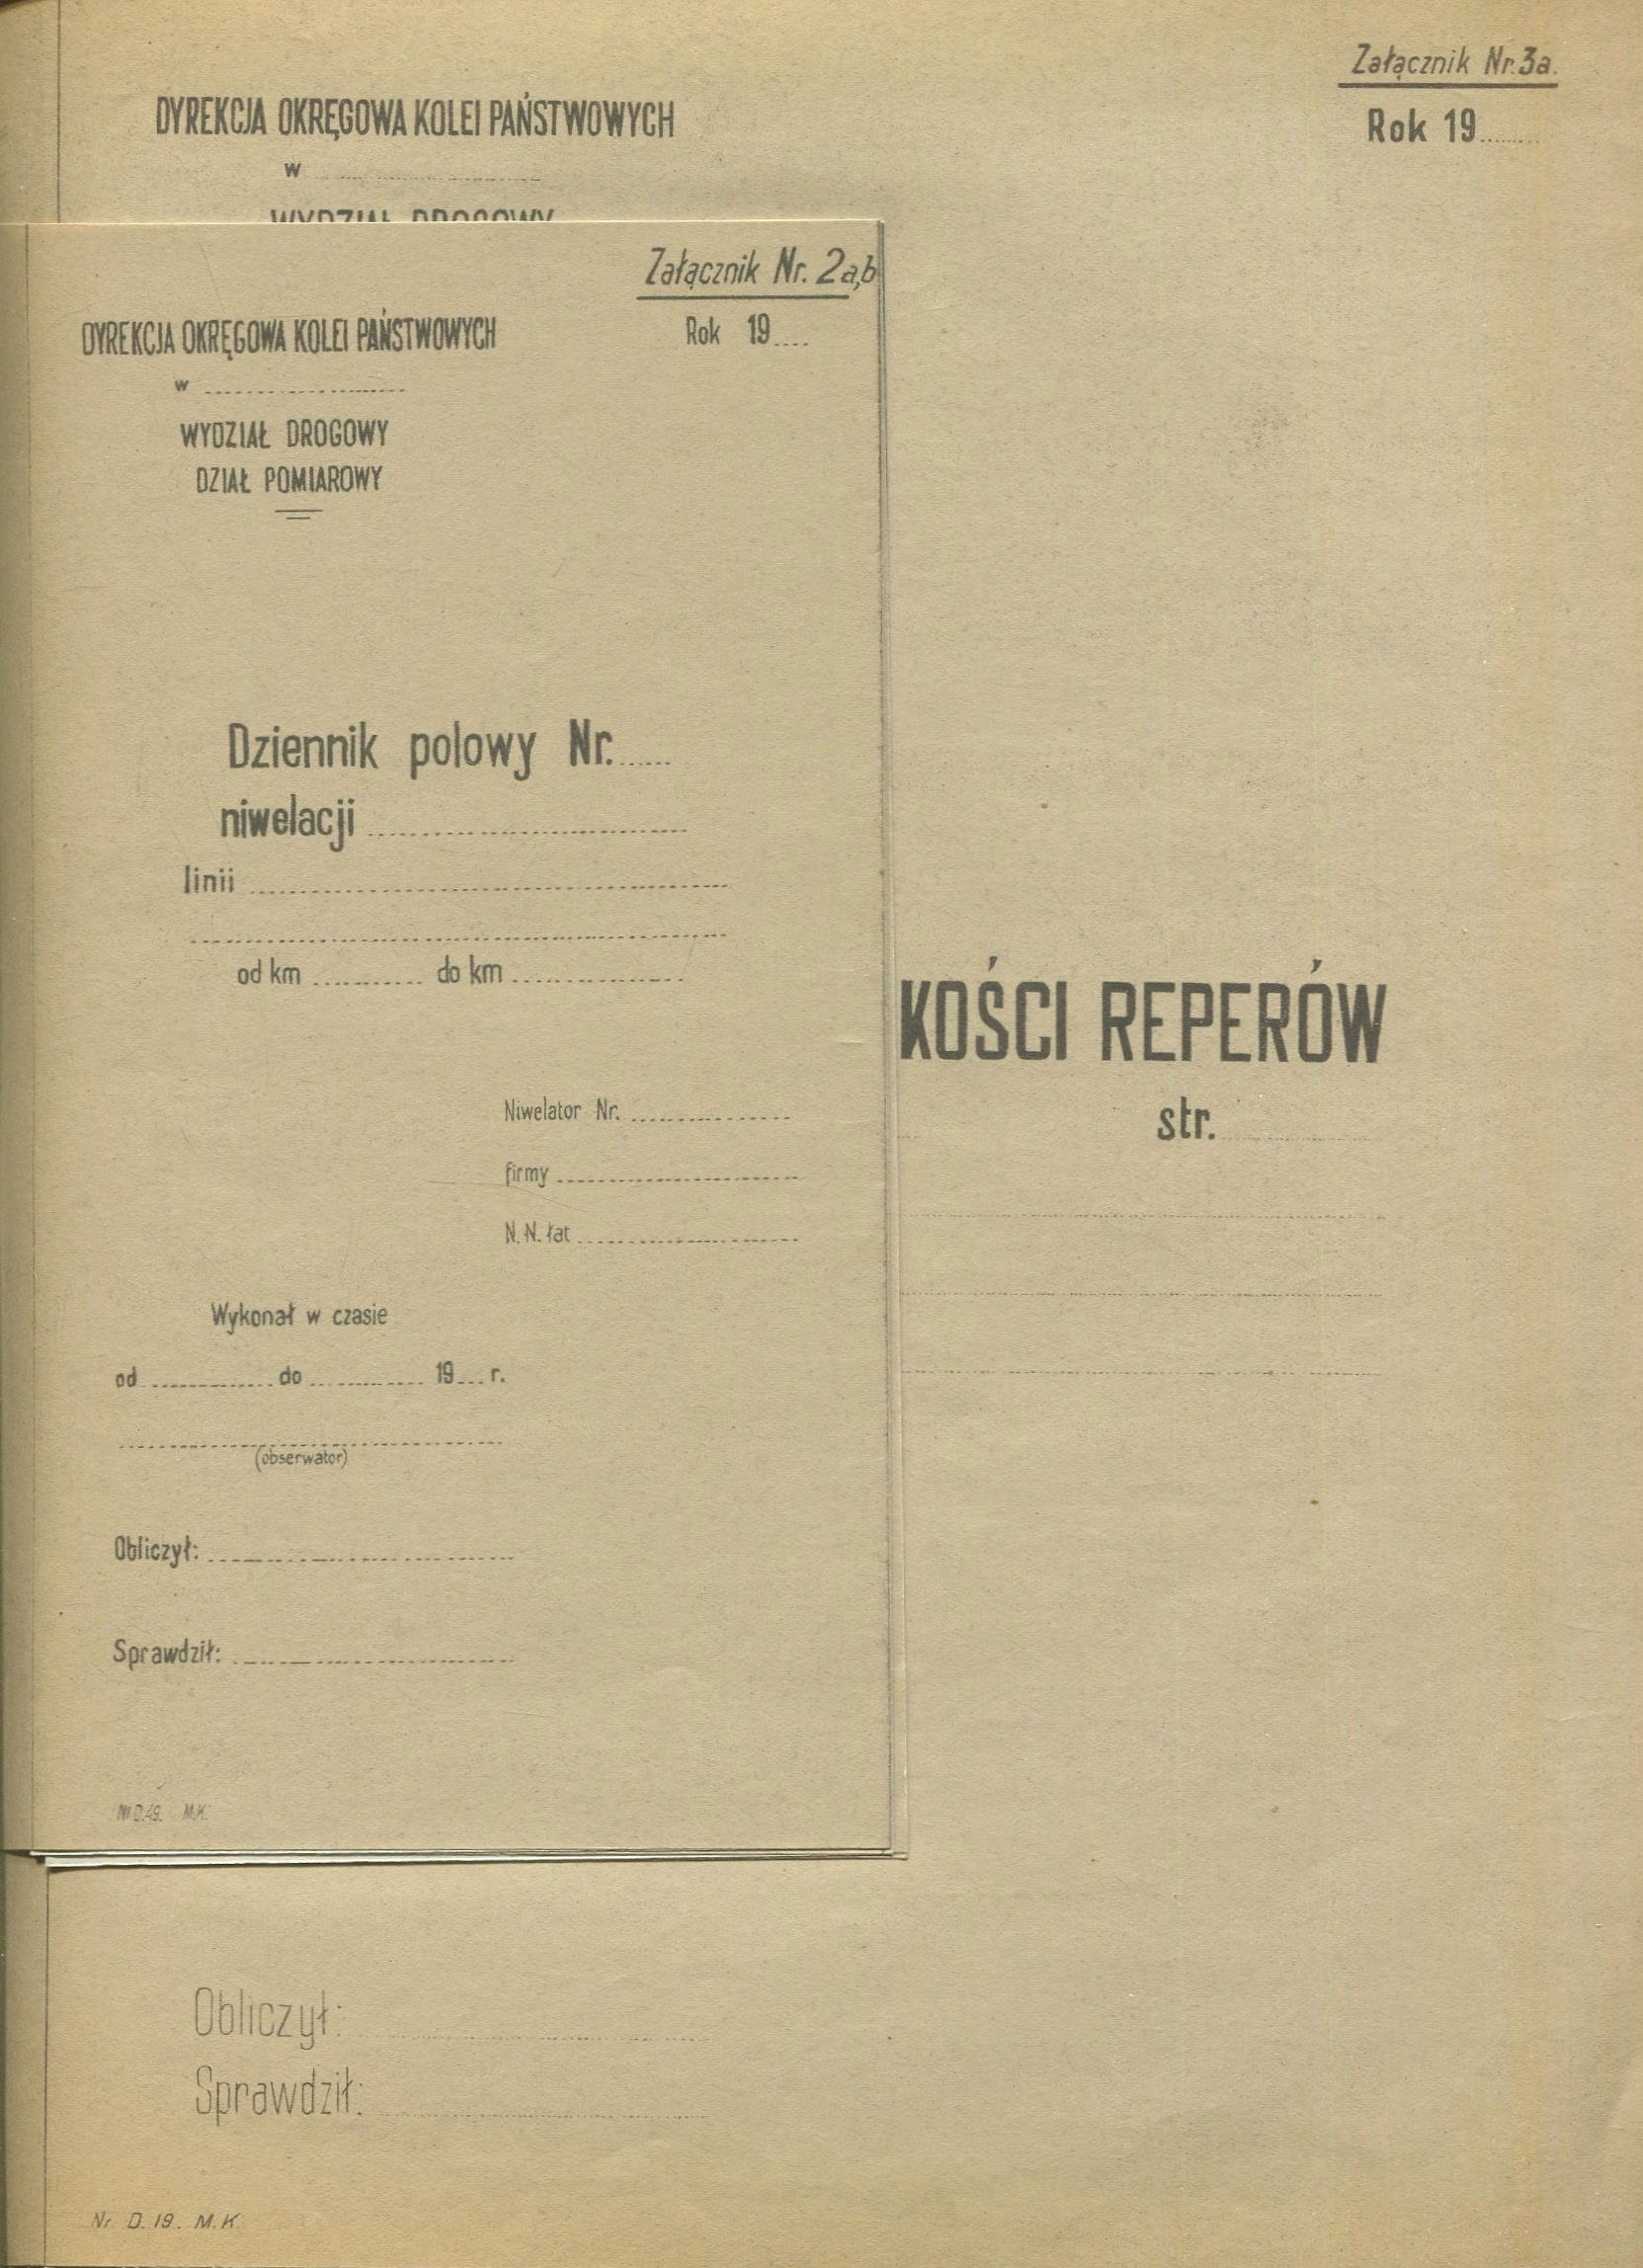 Załącznik Nr. 3a.
Rok 19
DYREKCJA OKRĘGOWA KOLEI PAŃSTWOWYCH
w
WYDZIAŁ DROGOWY
Załącznik Nr. 2a,b
DYREKCJA OKRĘGOWA KOLEI PAŃSTWOWYCH
Rok 19
w
WYDZIAŁ DROGOWY
DZIAŁ POMIAROWY
Dziennik polowy Nr.
niwelacji
linii
od km do km
Niwelator Nr.
firmy
N. N. łat
Wykonał w czasie
od do 19 r.
(obserwator)
Obliczył:
Sprawdził:
KOŚCI REPERÓW
str.
Obliczył:
Sprawdził:
Nr D. 19. M. K.